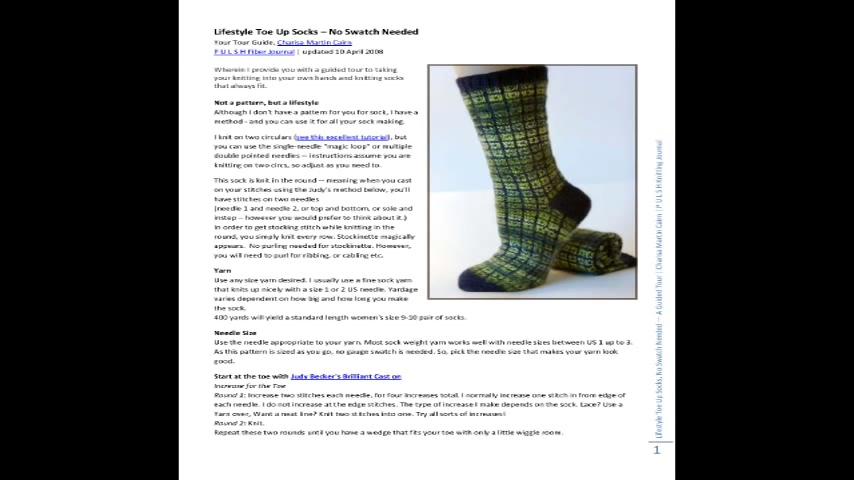 Lifestyle Toe Up Socks – No Swatch Needed
Your Tour Guide, Charisa Martin Cairn
P U L S H Fiber Journal | updated 10 April 2008
Wherein I provide you with a guided tour to taking
your knitting into your own hands and knitting socks
that always fit.
Not a pattern, but a lifestyle
Although I don't have a pattern for you for sock, I have a
method - and you can use it for all your sock making.
I knit on two circulars (see this excellent tutorial), but
you can use the single-needle "magic loop" or multiple
double pointed needles – instructions assume you are
knitting on two circs, so adjust as you need to.
This sock is knit in the round – meaning when you cast
on your stitches using the Judy's method below, you'll
have stitches on two needles
(needle 1 and needle 2, or top and bottom, or sole and
instep – however you would prefer to think about it.)
In order to get stocking stitch while knitting in the
round, you simply knit every row. Stockinette magically
appears. No purling needed for stockinette. However,
you will need to purl for ribbing, or cabling etc.
Yarn
Use any size yarn desired. I usually use a fine sock yarn
that knits up nicely with a size 1 or 2 US needle. Yardage
varies dependent on how big and how long you make
the sock.
400 yards will yield a standard length women's size 9-10 pair of socks.
Needle Size
Use the needle appropriate to your yarn. Most sock weight yarn works well with needle sizes between US 1 up to 3.
As this pattern is sized as you go, no gauge swatch is needed. So, pick the needle size that makes your yarn look
good.
Start at the toe with Judy Becker's Brilliant Cast on
Increase for the Toe
Round 1: Increase two stitches each needle, for four increases total. I normally increase one stitch in from edge of
each needle. I do not increase at the edge stitches. The type of increase I make depends on the sock. Lace? Use a
Yarn over, Want a neat line? Knit two stitches into one. Try all sorts of increases!
Round 2: Knit.
Repeat these two rounds until you have a wedge that fits your toe with only a little wiggle room.
Lifestyle Toe Up Socks, No Swatch Needed — A Guided Tour | Charisa Martin Cairn | P U L S H Knitting Journal
1